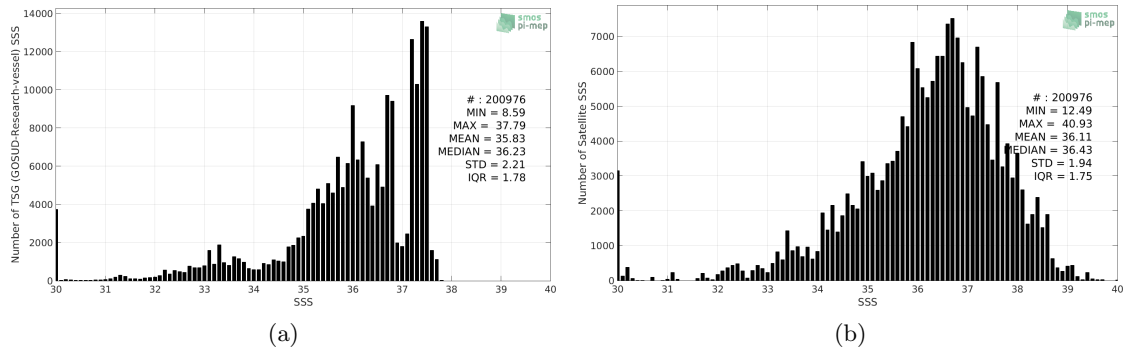 Number of TSG (GOSUD-Research-vessel) SSS
14000
12000
10000
8000
6000
4000
2000
0
30 31 32 33 34 35 36 37 38 39 40
SSS
smos
pi-mep
# : 200976
MIN = 8.59
MAX = 37.79
MEAN = 35.83
MEDIAN = 36.23
STD = 2.21
IQR = 1.78
(a)
Number of Satellite SSS
7000
6000
5000
4000
3000
2000
1000
0
30 31 32 33 34 35 36 37 38 39 40
SSS
smos
pi-mep
# : 200976
MIN = 12.49
MAX = 40.93
MEAN = 36.11
MEDIAN = 36.43
STD = 1.94
IQR = 1.75
(b)